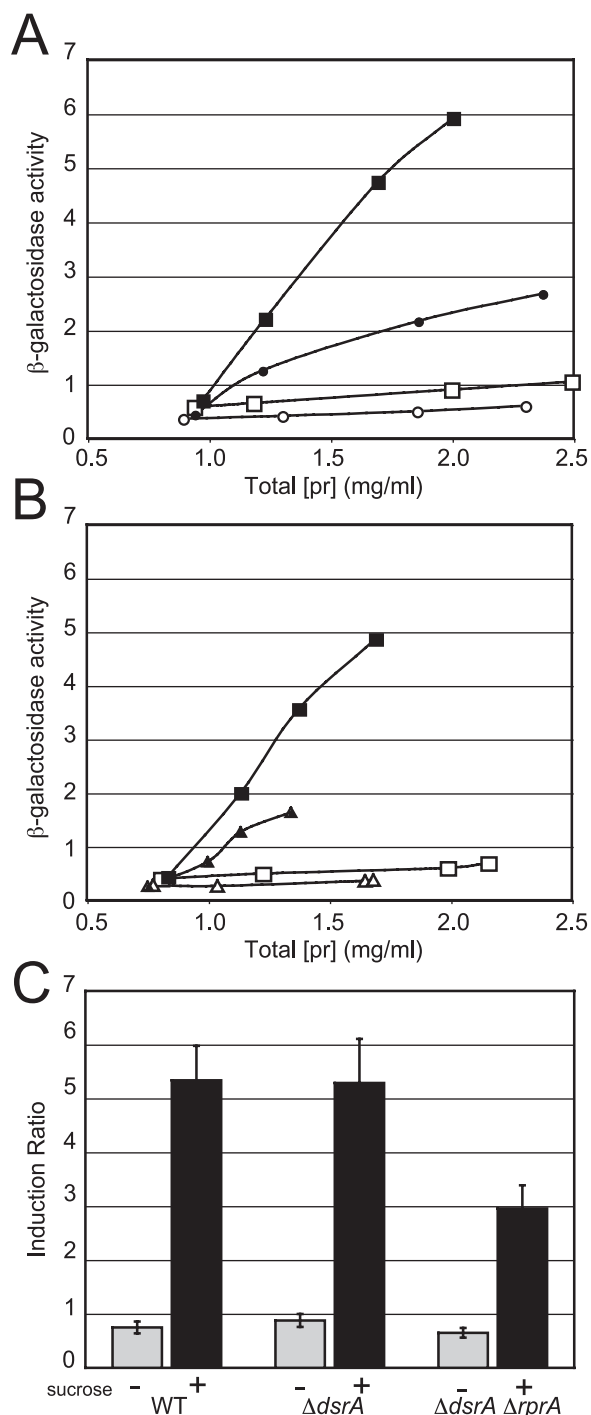 A
7
6
5
4
3
2
1
0
β-galactosidase activity
0.5 1.0 1.5 2.0 2.5
Total [pr] (mg/ml)
B
7
6
5
4
3
2
1
0
β-galactosidase activity
0.5 1.0 1.5 2.0 2.5
Total [pr] (mg/ml)
C
7
6
5
4
3
2
1
0
Induction Ratio
sucrose - + - + - +
WT ΔdsrA ΔdsrA ΔrprA